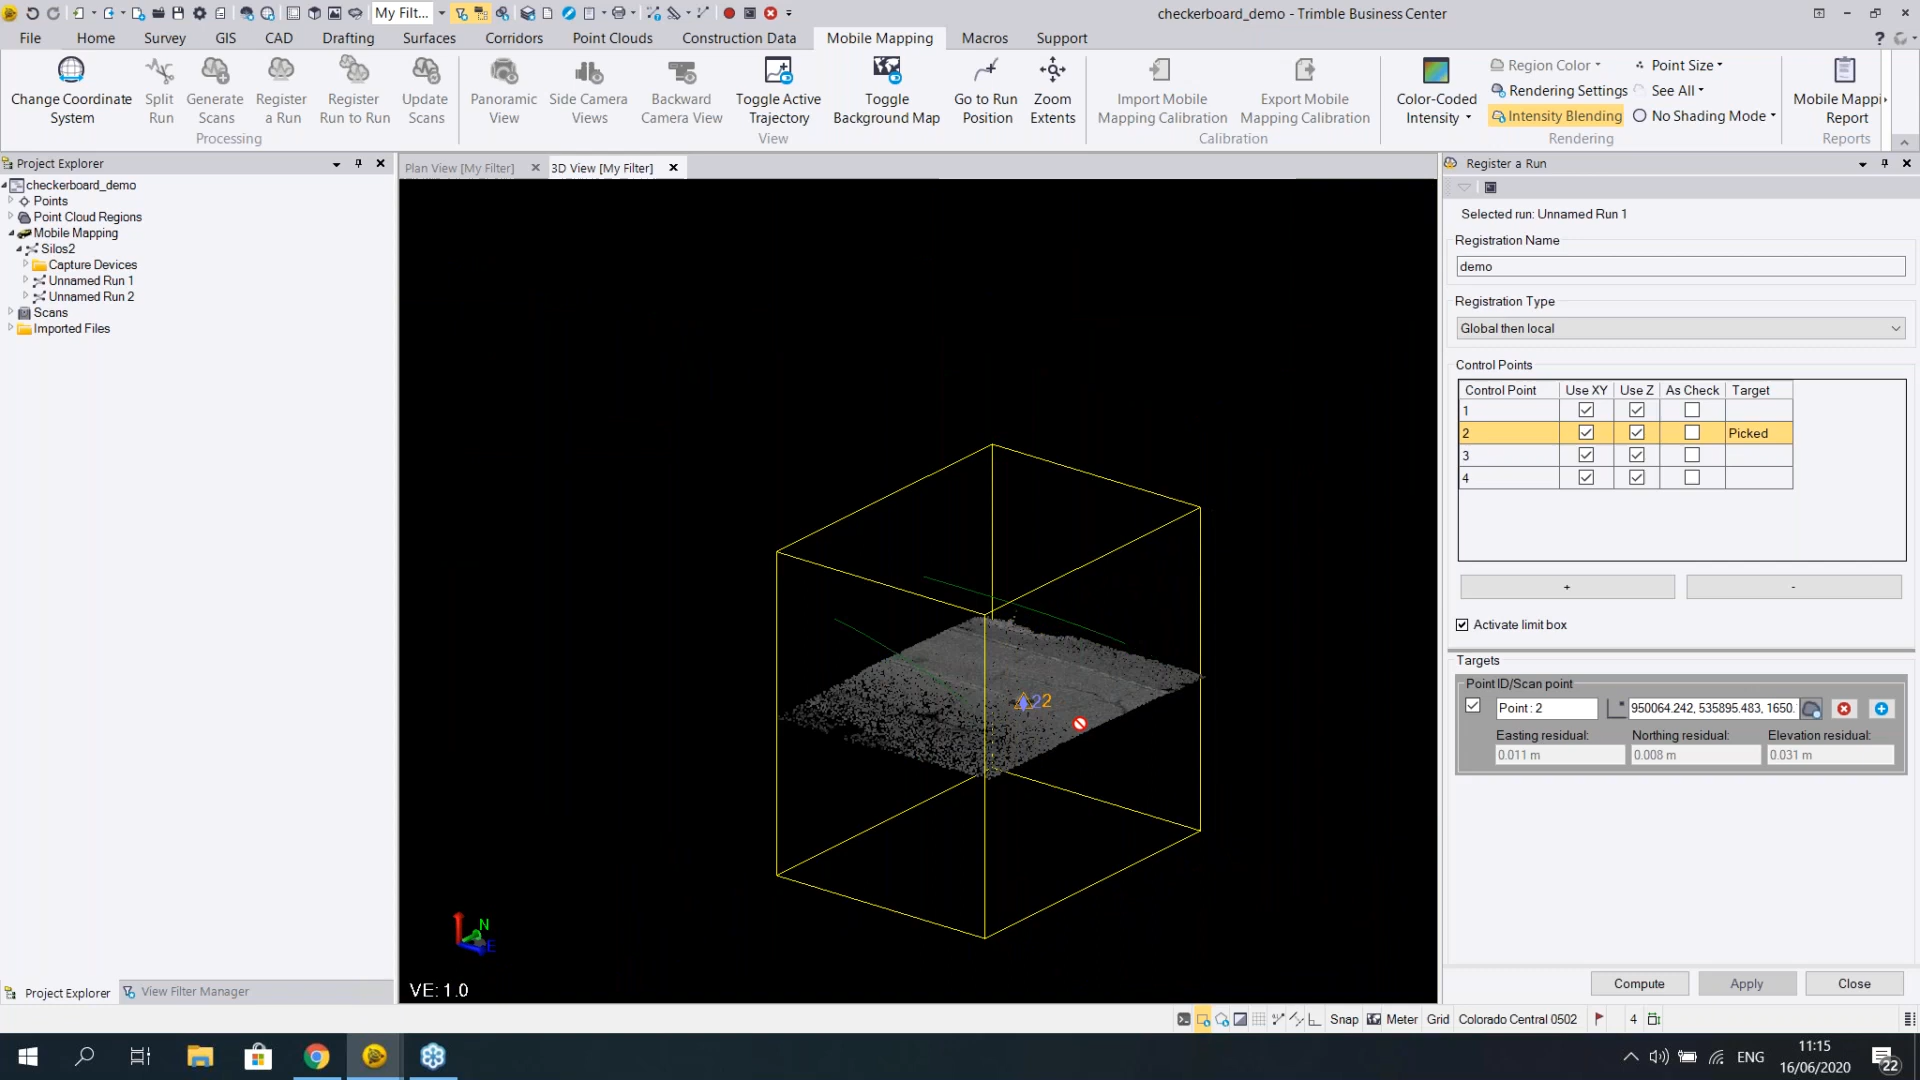 My Filt...
checkerboard_demo - Trimble Business Center
File Home Survey GIS CAD Drafting Surfaces Corridors Point Clouds Construction Data Mobile Mapping Macros Support
Change Coordinate System
Split Run
Generate Scans
Register a Run
Register Run to Run
Update Scans
Processing
Panoramic View
Side Camera Views
Backward Camera View
Toggle Active Trajectory
Toggle Background Map
Go to Run Position
Zoom Extents
View
Import Mobile Mapping Calibration
Export Mobile Mapping Calibration
Calibration
Color-Coded Intensity
Region Color
Rendering Settings
Intensity Blending
Point Size
See All
No Shading Mode
Rendering
Mobile Mappi
Report
Reports
Project Explorer
checkerboard_demo
Points
Point Cloud Regions
Mobile Mapping
Silos2
Capture Devices
Unnamed Run 1
Unnamed Run 2
Scans
Imported Files
Project Explorer
View Filter Manager
Plan View [My Filter]
3D View [My Filter]
22
N
E
VE: 1.0
Register a Run
Selected run: Unnamed Run 1
Registration Name
demo
Registration Type
Global then local
Control Points
Control Point Use XY Use Z As Check Target
1
2 Picked
3
4
+ -
Activate limit box
Targets
Point ID/Scan point
Point: 2 950064.242, 535895.483, 1650.
Easting residual: Northing residual: Elevation residual:
0.011 m 0.008 m 0.031 m
Compute Apply Close
Snap Meter Grid Colorado Central 0502 4
ENG
11:15
16/06/2020
22